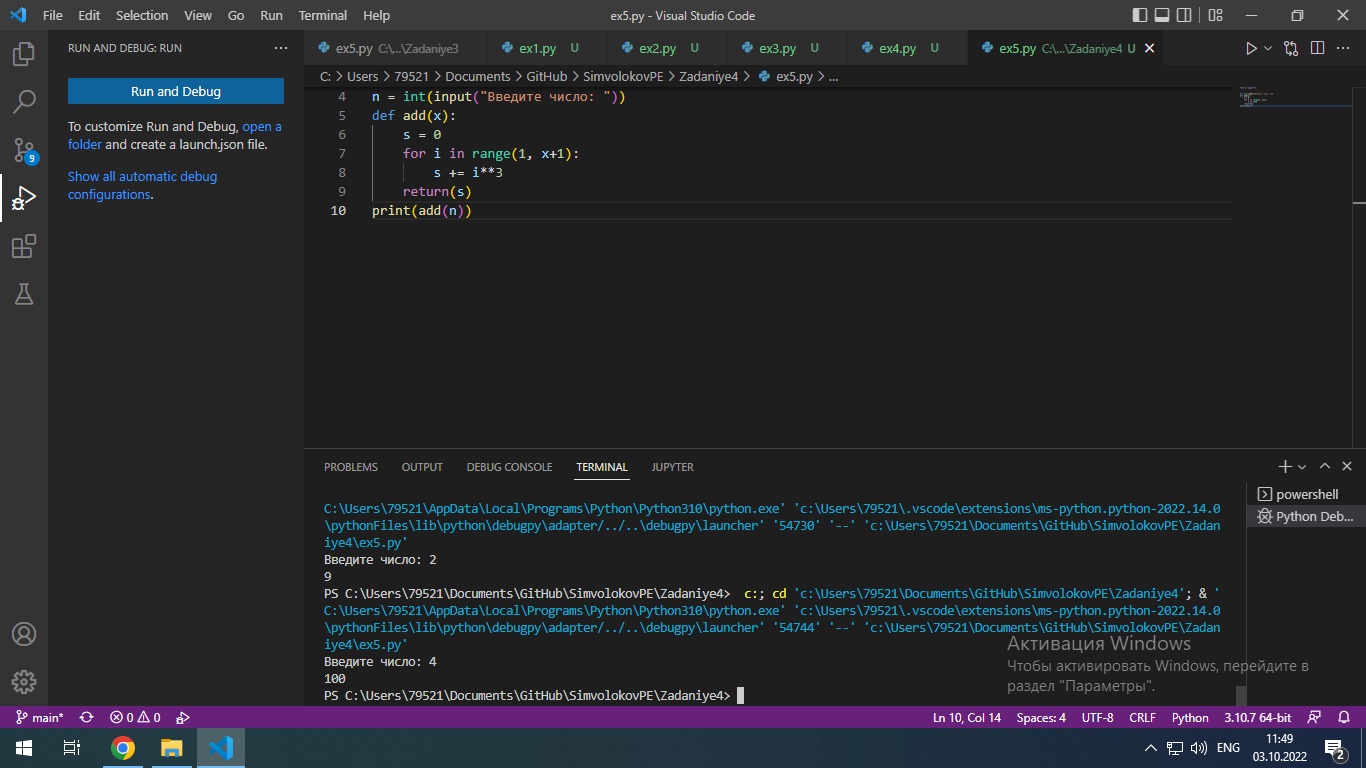 File Edit Selection View Go Run Terminal Help ex5.py - Visual Studio Code
RUN AND DEBUG: RUN ···
Run and Debug
To customize Run and Debug, open a
folder and create a launch.json file.
Show all automatic debug
configurations.
9
ex5.py C:\...\Zadaniye3 ex1.py U ex2.py U ex3.py U ex4.py U ex5.py C:\...\Zadaniye4 U
C: > Users > 79521 > Documents > GitHub > SimvolokovPE > Zadaniye4 > ex5.py > ...
4 n = int(input("Введите число: "))
5 def add(x):
6 s = 0
7 for i in range(1, x+1):
8 s += i**3
9 return(s)
10 print(add(n))
PROBLEMS OUTPUT DEBUG CONSOLE TERMINAL JUPYTER
powershell
Python Deb...
C:\Users\79521\AppData\Local\Programs\Python\Python310\python.exe' 'c:\Users\79521\.vscode\extensions\ms-python.python-2022.14.0
\pythonFiles\lib\python\debugpy\adapter/../..\debugpy\launcher' '54730' '--' 'c:\Users\79521\Documents\GitHub\SimvolokovPE\Zadan
iye4\ex5.py'
Введите число: 2
9
PS C:\Users\79521\Documents\GitHub\SimvolokovPE\Zadaniye4> c:; cd 'c:\Users\79521\Documents\GitHub\SimvolokovPE\Zadaniye4'; & '
C:\Users\79521\AppData\Local\Programs\Python\Python310\python.exe' 'c:\Users\79521\.vscode\extensions\ms-python.python-2022.14.0
\pythonFiles\lib\python\debugpy\adapter/../..\debugpy\launcher' '54744' '--' 'c:\Users\79521\Documents\GitHub\SimvolokovPE\Zadan
iye4\ex5.py'
Введите число: 4
100
PS C:\Users\79521\Documents\GitHub\SimvolokovPE\Zadaniye4>
Активация Windows
Чтобы активировать Windows, перейдите в
раздел "Параметры".
main* 0 0 Ln 10, Col 14 Spaces: 4 UTF-8 CRLF Python 3.10.7 64-bit
ENG 11:49
03.10.2022
2